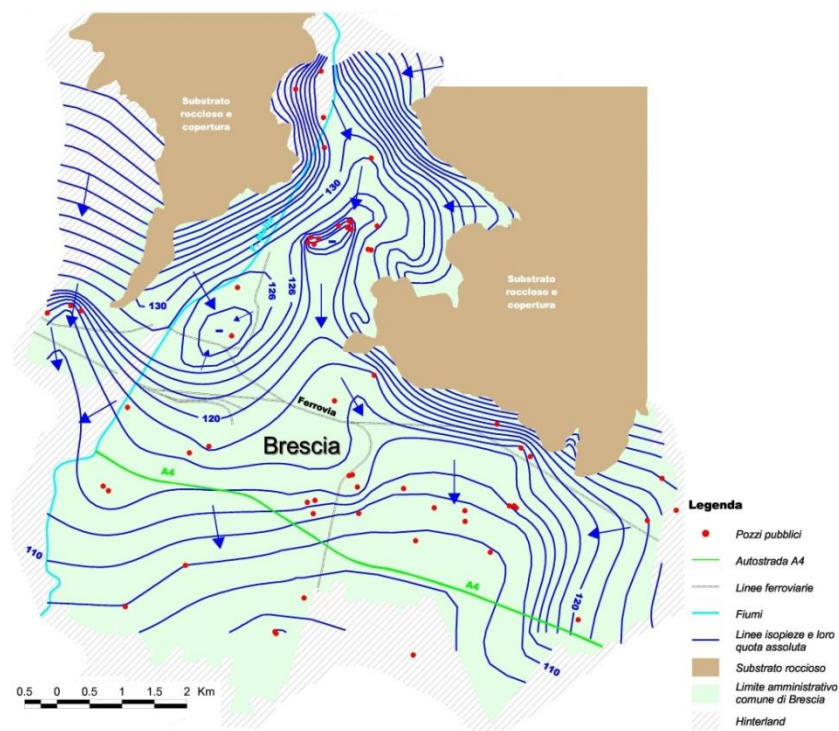 Substrato
roccioso e
copertura
130
126
126
130
Substrato
roccioso e
copertura
120
Ferrovia
Brescia
A4
110
A4
120
110
Legenda
Pozzi pubblici
Autostrada A4
Linee ferroviarie
Fiumi
Linee isopieze e loro
quota assoluta
Substrato roccioso
Limite amministrativo
comune di Brescia
Hinterland
0.5 0 0.5 1 1.5 2 Km